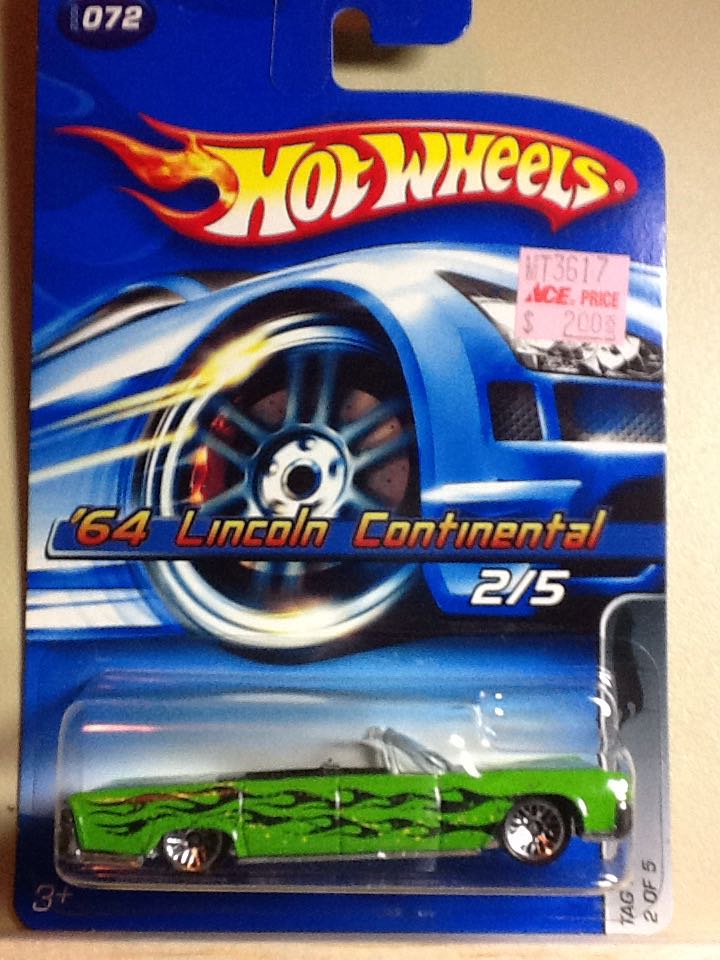 072
HOT WHEELS®
MT3617
ACE. PRICE
$ 2.00
'64 Lincoln Continental
2/5
3+
TAG
2 OF 5